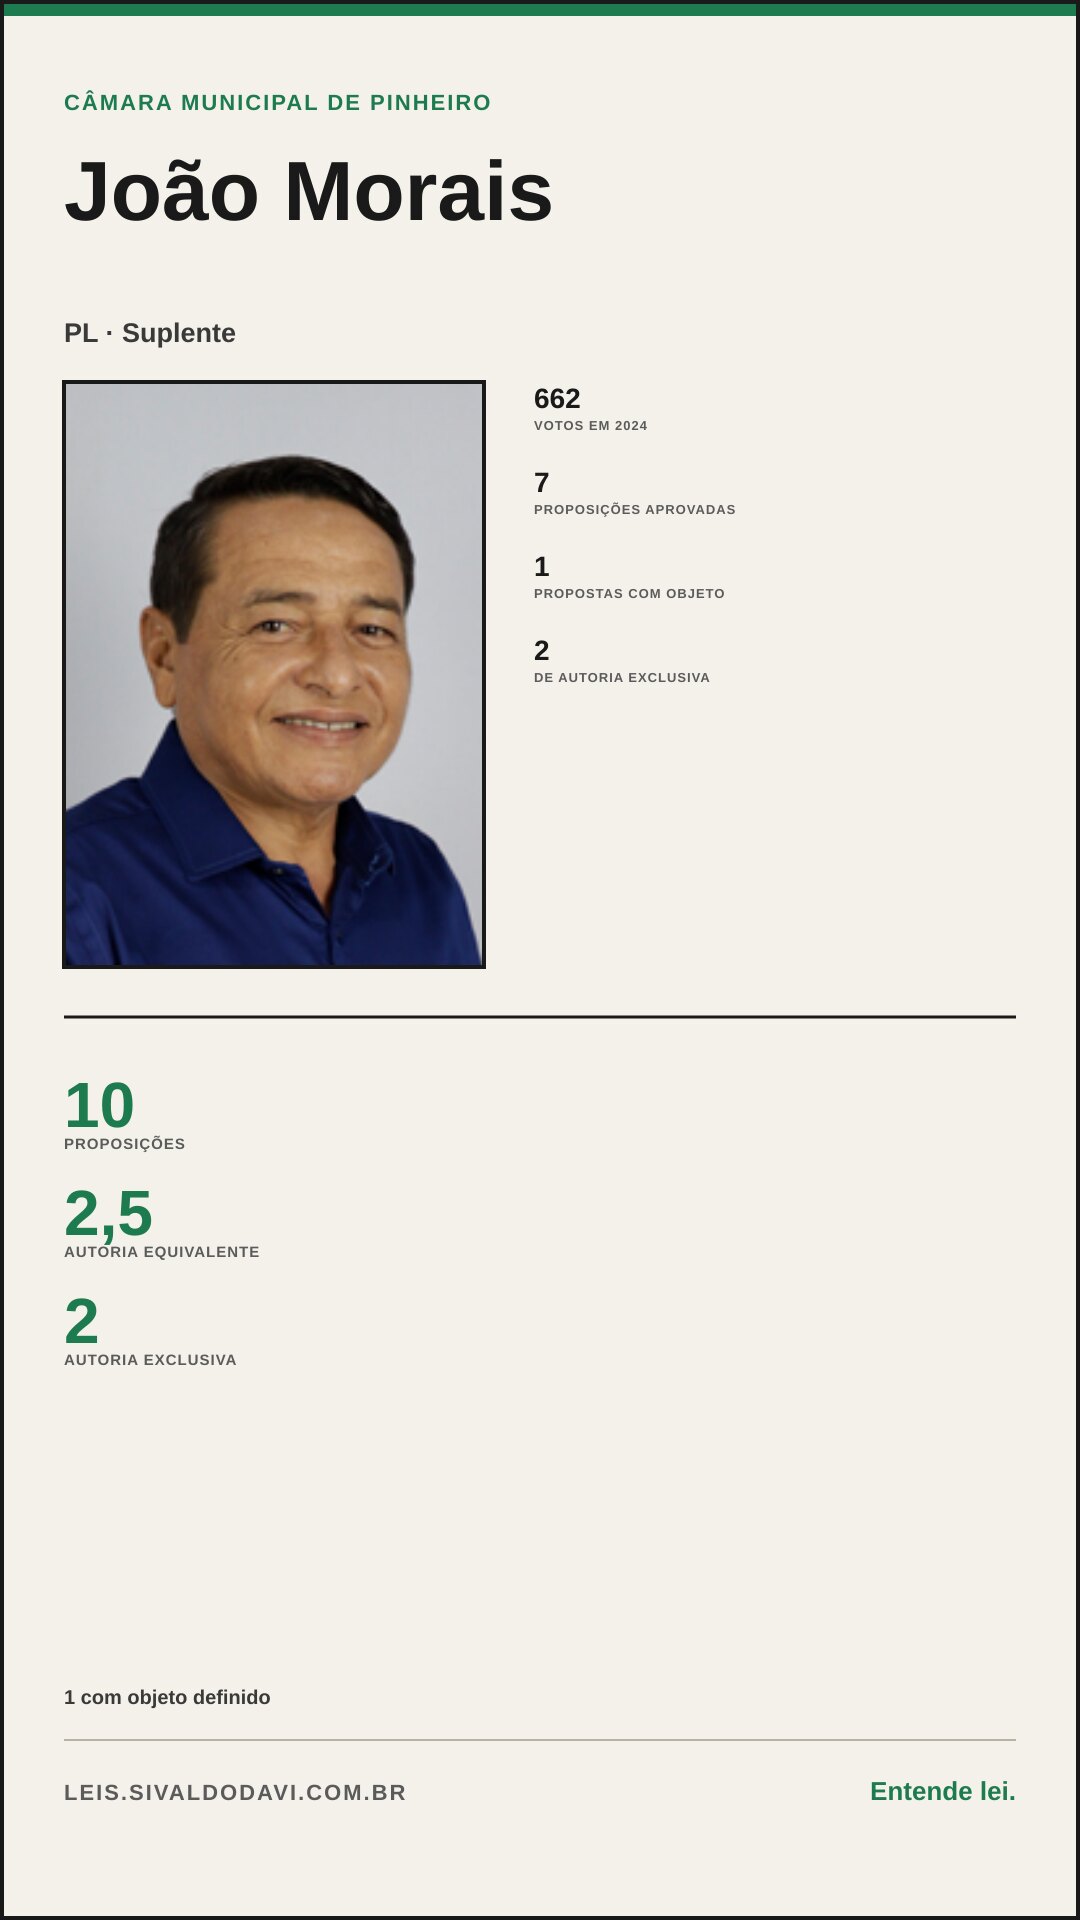 CÂMARA MUNICIPAL DE PINHEIRO
João Morais
PL · Suplente
662
VOTOS EM 2024
7
PROPOSIÇÕES APROVADAS
1
PROPOSTAS COM OBJETO
2
DE AUTORIA EXCLUSIVA
10
PROPOSIÇÕES
2,5
AUTORIA EQUIVALENTE
2
AUTORIA EXCLUSIVA
1 com objeto definido
LEIS.SIVALDODAVI.COM.BR
Entende lei.